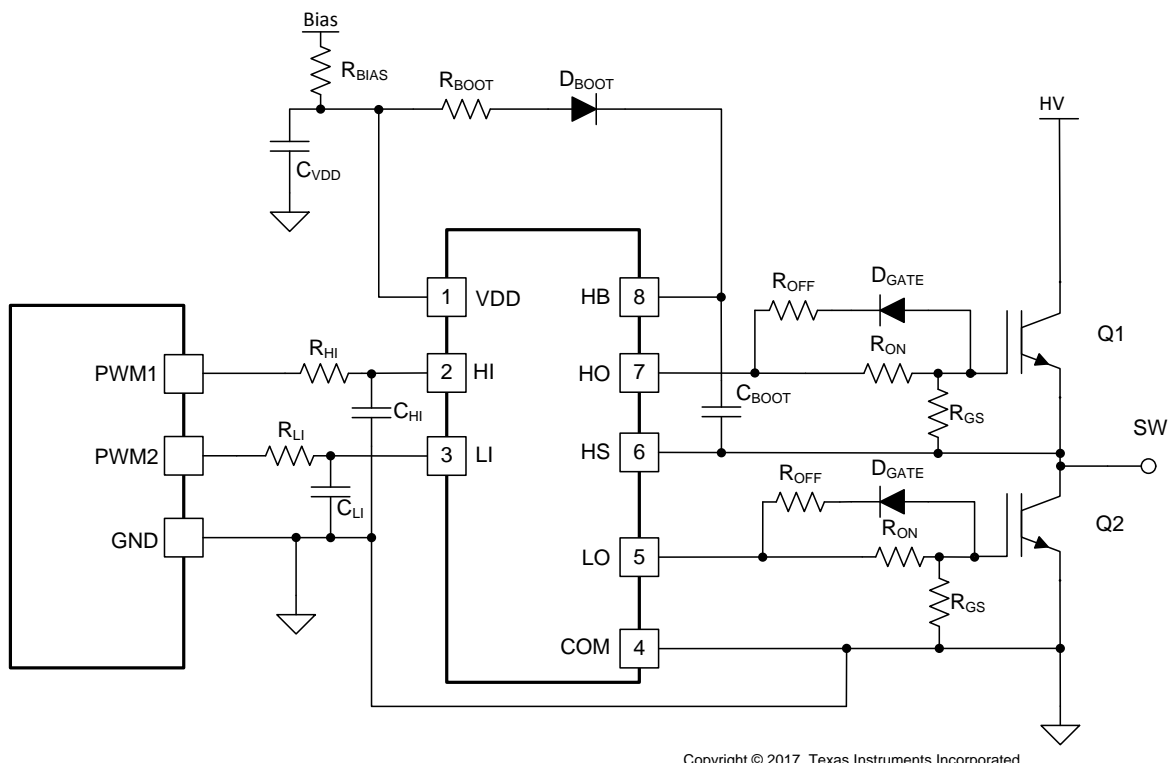 Bias
R_BIAS
R_BOOT
D_BOOT
HV
C_VDD
1
VDD
HB
8
R_OFF
D_GATE
Q1
PWM1
R_HI
2
HI
HO
7
R_ON
C_HI
C_BOOT
R_GS
PWM2
R_LI
3
LI
HS
6
SW
C_LI
R_OFF
D_GATE
Q2
GND
R_ON
LO
5
R_GS
COM
4
Copyright © 2017, Texas Instruments Incorporated